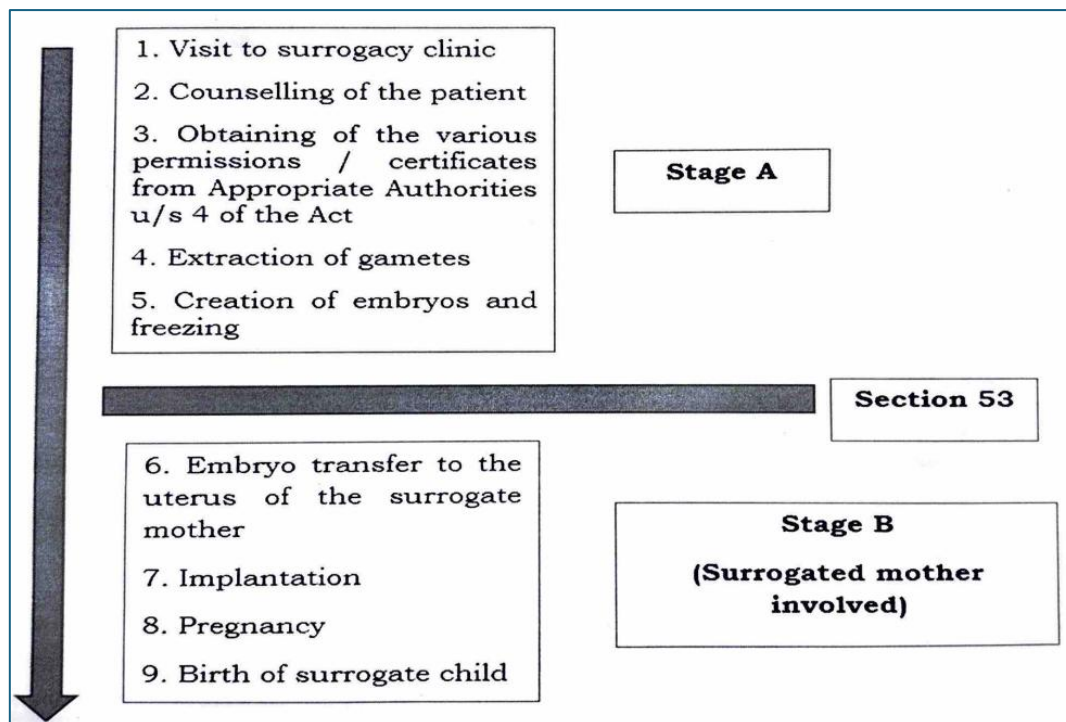 1. Visit to surrogacy clinic
2. Counselling of the patient
3. Obtaining of the various
permissions / certificates
from Appropriate Authorities
u/s 4 of the Act
4. Extraction of gametes
5. Creation of embryos and
freezing
Stage A
Section 53
6. Embryo transfer to the
uterus of the surrogate
mother
7. Implantation
8. Pregnancy
9. Birth of surrogate child
Stage B
(Surrogated mother
involved)